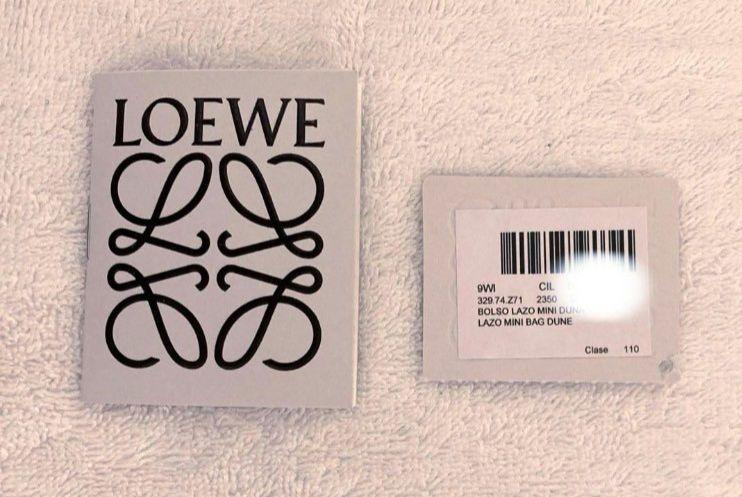 LOEWE
9WI CIL
329.74.Z71 2350
BOLSO LAZO MINI DUNA
LAZO MINI BAG DUNE
Clase 110